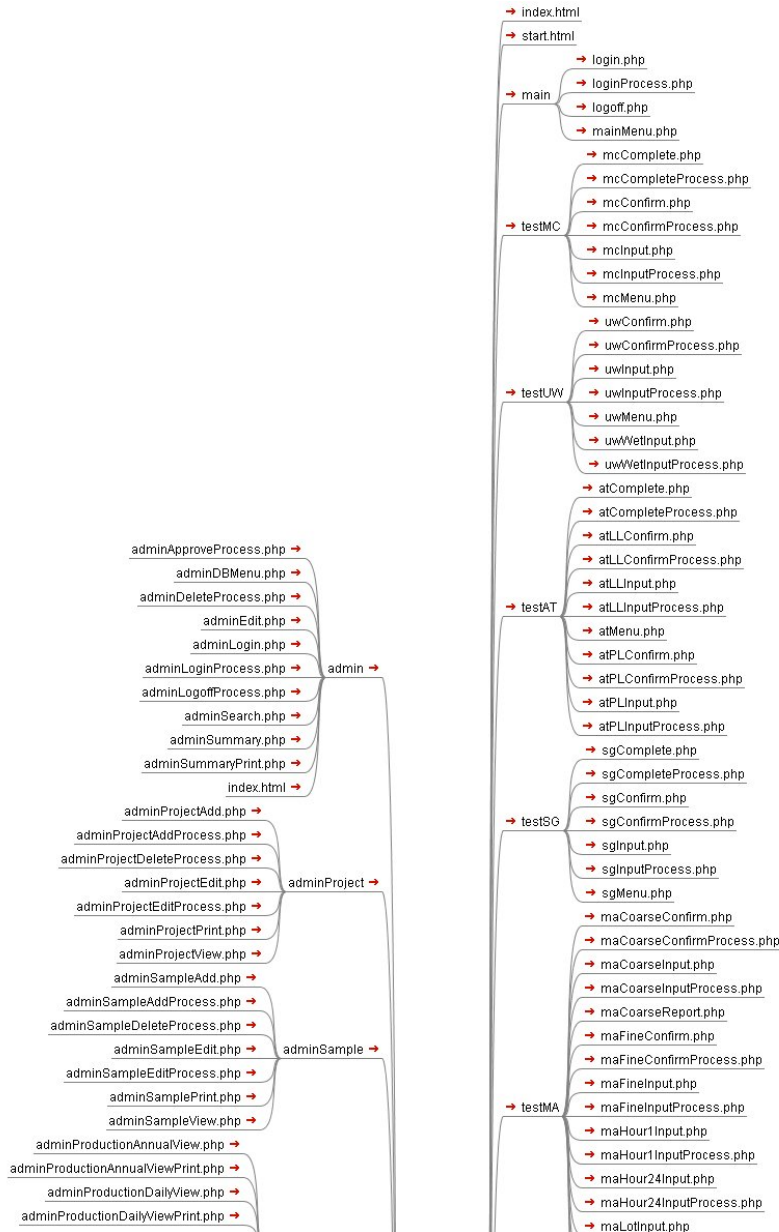 index.html
start.html
main
login.php
loginProcess.php
logoff.php
mainMenu.php
testMC
mcComplete.php
mcCompleteProcess.php
mcConfirm.php
mcConfirmProcess.php
mcInput.php
mcInputProcess.php
mcMenu.php
testUW
uwConfirm.php
uwConfirmProcess.php
uwInput.php
uwInputProcess.php
uwMenu.php
uwWetInput.php
uwWetInputProcess.php
testAT
atComplete.php
atCompleteProcess.php
atLLConfirm.php
atLLConfirmProcess.php
atLLInput.php
atLLInputProcess.php
atMenu.php
atPLConfirm.php
atPLConfirmProcess.php
atPLInput.php
atPLInputProcess.php
testSG
sgComplete.php
sgCompleteProcess.php
sgConfirm.php
sgConfirmProcess.php
sgInput.php
sgInputProcess.php
sgMenu.php
testMA
maCoarseConfirm.php
maCoarseConfirmProcess.php
maCoarseInput.php
maCoarseInputProcess.php
maCoarseReport.php
maFineConfirm.php
maFineConfirmProcess.php
maFineInput.php
maFineInputProcess.php
maHour1Input.php
maHour1InputProcess.php
maHour24Input.php
maHour24InputProcess.php
maLotInput.php
admin
adminApproveProcess.php
adminDBMenu.php
adminDeleteProcess.php
adminEdit.php
adminLogin.php
adminLoginProcess.php
adminLogoffProcess.php
adminSearch.php
adminSummary.php
adminSummaryPrint.php
index.html
adminProject
adminProjectAdd.php
adminProjectAddProcess.php
adminProjectDeleteProcess.php
adminProjectEdit.php
adminProjectEditProcess.php
adminProjectPrint.php
adminProjectView.php
adminSample
adminSampleAdd.php
adminSampleAddProcess.php
adminSampleDeleteProcess.php
adminSampleEdit.php
adminSampleEditProcess.php
adminSamplePrint.php
adminSampleView.php
adminProductionAnnualView.php
adminProductionAnnualViewPrint.php
adminProductionDailyView.php
adminProductionDailyViewPrint.php